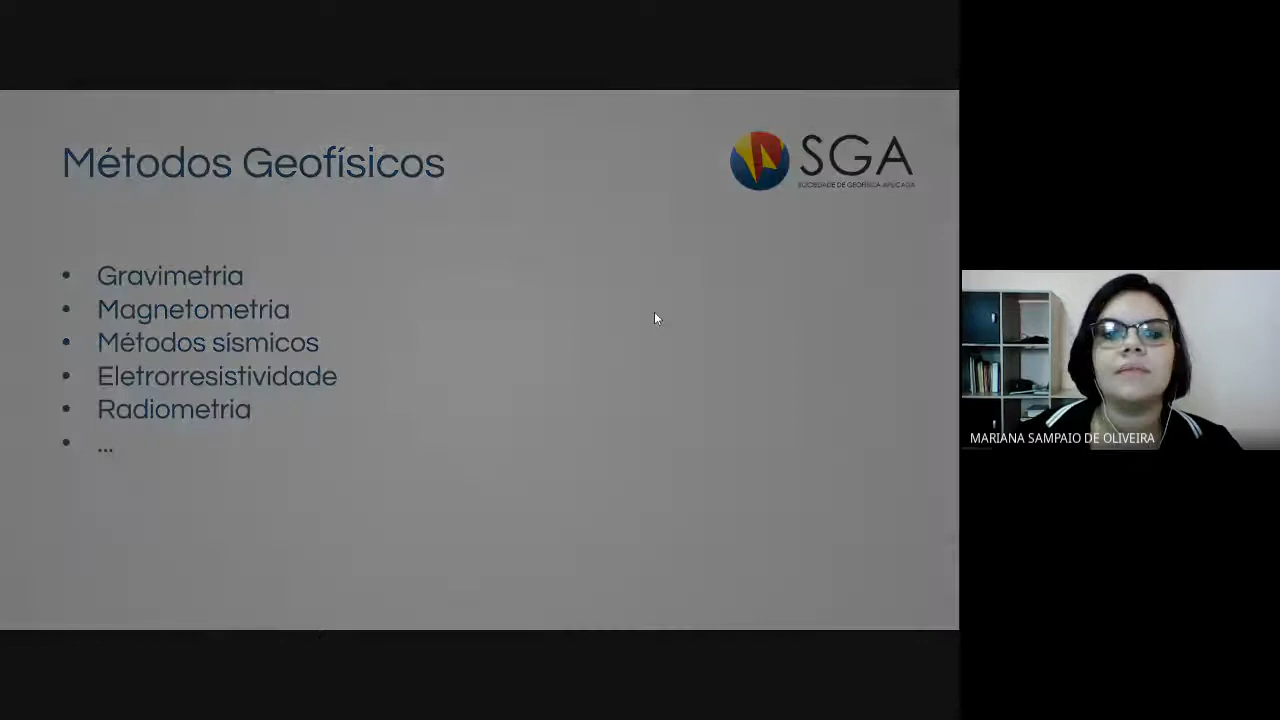 Métodos Geofísicos
SGA
SOCIEDADE DE GEOFÍSICA APLICADA
• Gravimetria
• Magnetometria
• Métodos sísmicos
• Eletrorresistividade
• Radiometria
• ...
MARIANA SAMPAIO DE OLIVEIRA